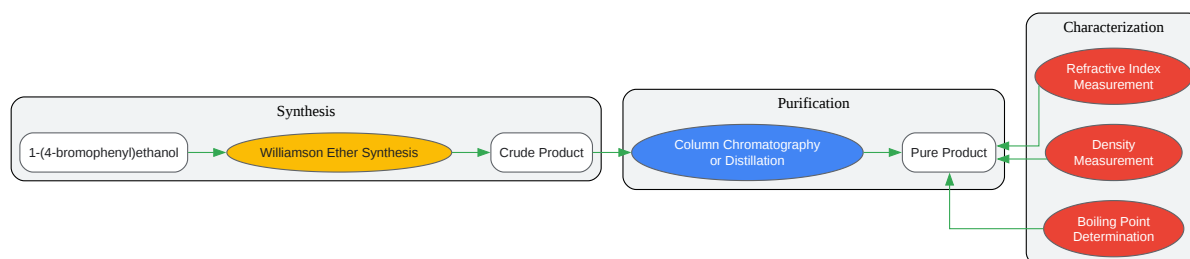 Synthesis
1-(4-bromophenyl)ethanol
Williamson Ether Synthesis
Crude Product
Purification
Column Chromatography
or Distillation
Pure Product
Characterization
Refractive Index
Measurement
Density
Measurement
Boiling Point
Determination